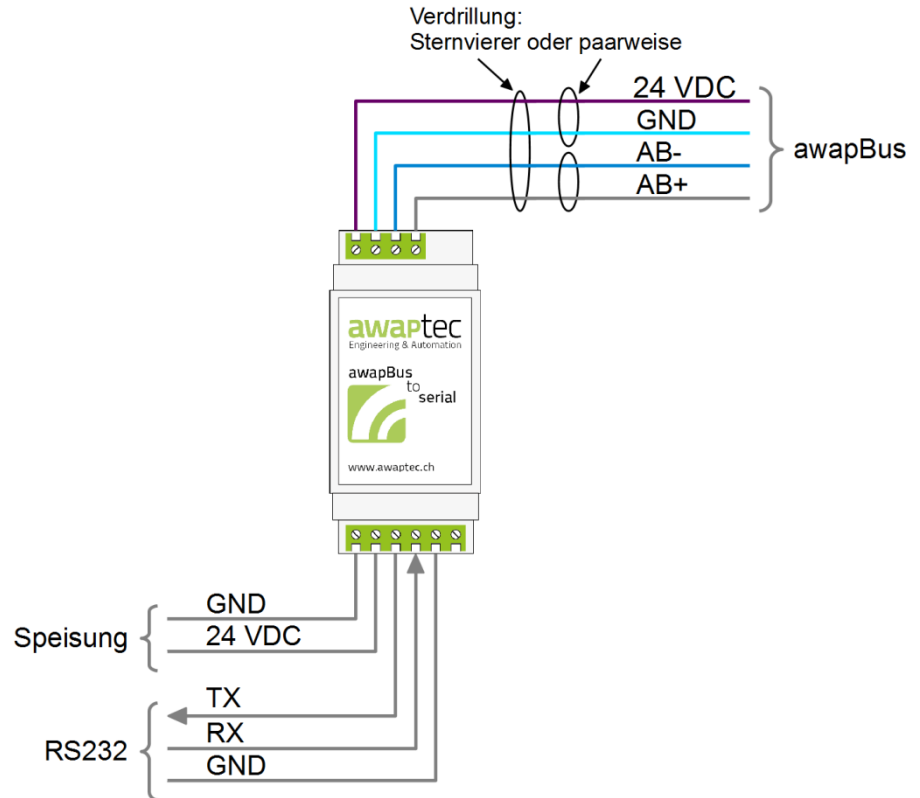 Verdrillung:
Sternvierer oder paarweise
24 VDC
GND
AB-
AB+
awapBus
awaptec
Engineering & Automation
awapBus
to
serial
www.awaptec.ch
GND
24 VDC
Speisung
TX
RX
GND
RS232